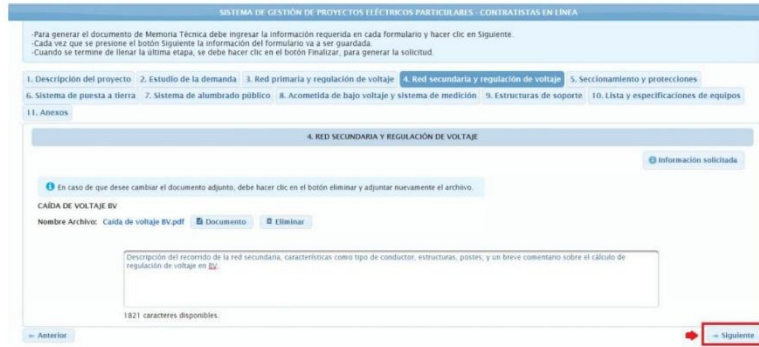 SISTEMA DE GESTIÓN DE PROYECTOS ELÉCTRICOS PARTICULARES - CONTRATISTAS EN LÍNEA
-Para generar el documento de Memoria Técnica debe ingresar la información requerida en cada formulario y hacer clic en Siguiente.
-Cada vez que se presione el botón Siguiente la información del formulario va a ser guardada.
-Cuando se termine de llenar la última etapa, se debe hacer clic en el botón Finalizar, para generar la solicitud.
1. Descripción del proyecto 2. Estudio de la demanda 3. Red primaria y regulación de voltaje 4. Red secundaria y regulación de voltaje 5. Seccionamiento y protecciones
6. Sistema de puesta a tierra 7. Sistema de alumbrado público 8. Acometida de bajo voltaje y sistema de medición 9. Estructuras de soporte 10. Lista y especificaciones de equipos
11. Anexos
4. RED SECUNDARIA Y REGULACIÓN DE VOLTAJE
Información solicitada
En caso de que desee cambiar el documento adjunto, debe hacer clic en el botón eliminar y adjuntar nuevamente el archivo.
CAÍDA DE VOLTAJE BV
Nombre Archivo: Caida de voltaje BV.pdf Documento Eliminar
Descripción del recorrido de la red secundaria, características como tipo de conductor, estructuras, postes, y un breve comentario sobre el cálculo de
regulación de voltaje en BV.
1821 caracteres disponibles.
← Anterior → Siguiente